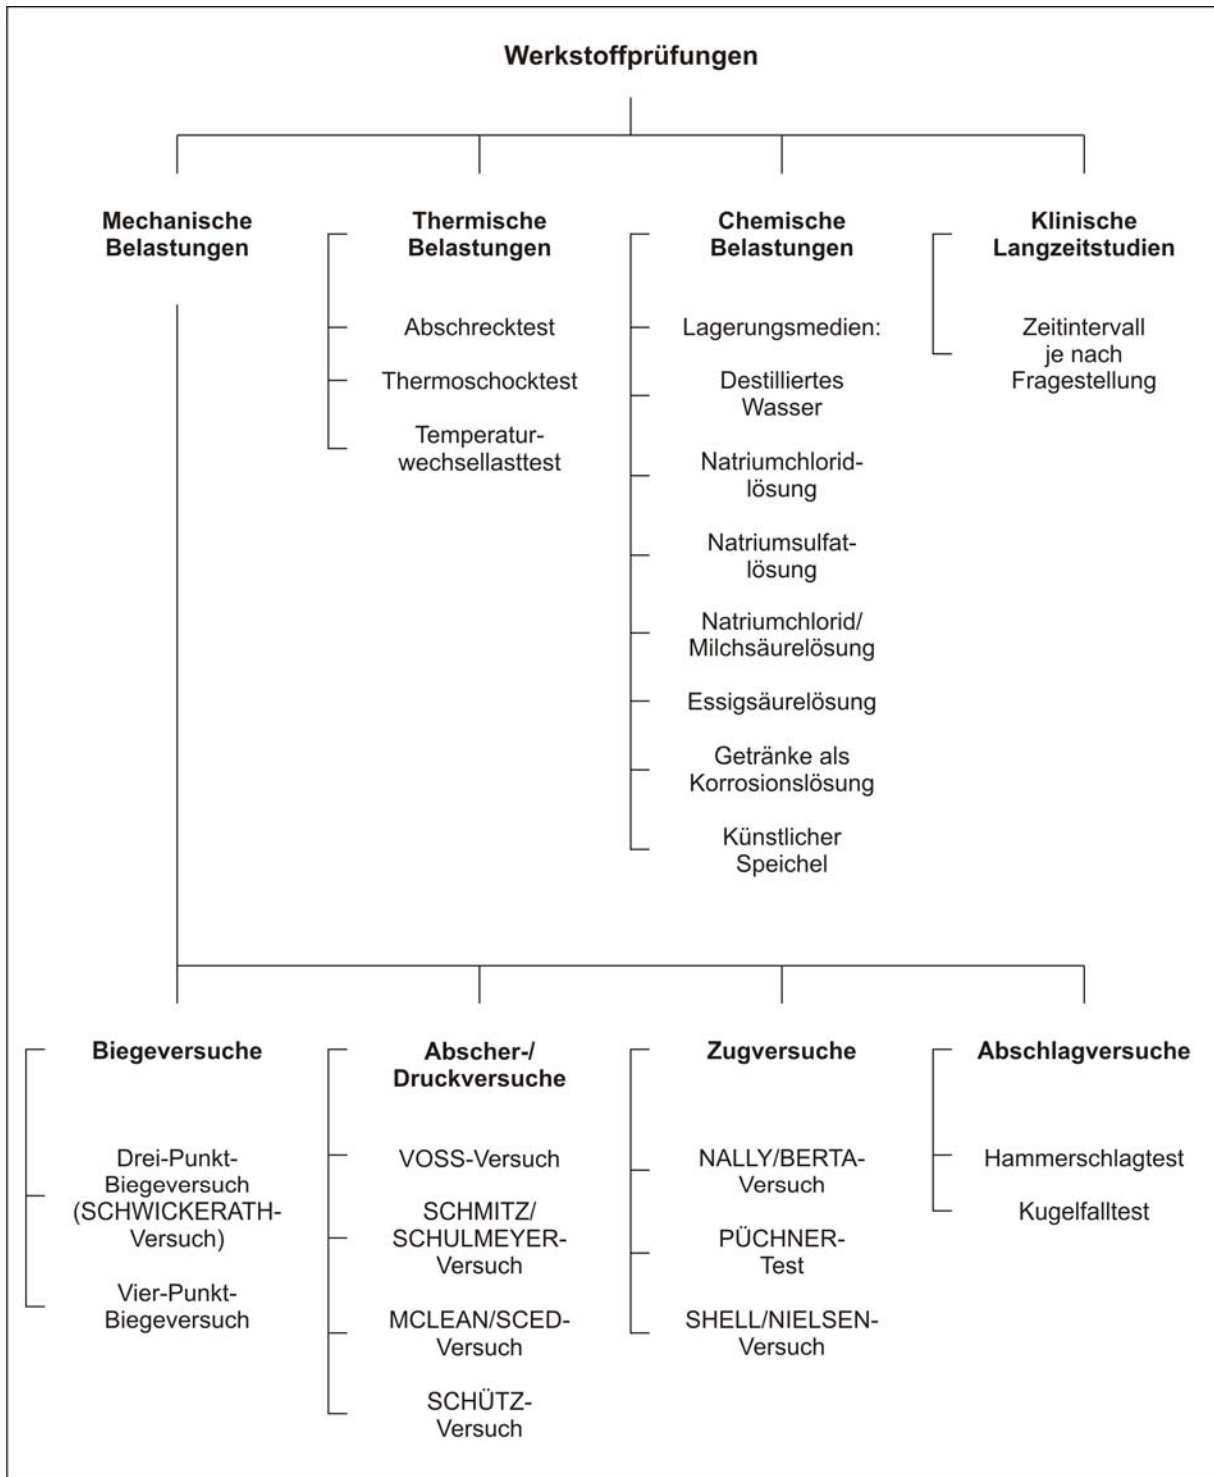 Werkstoffprüfungen
Mechanische
Belastungen
Thermische
Belastungen
Abschrecktest
Thermoschocktest
Temperatur-
wechsellasttest
Chemische
Belastungen
Lagerungsmedien:
Destilliertes
Wasser
Natriumchlorid-
lösung
Natriumsulfat-
lösung
Natriumchlorid/
Milchsäurelösung
Essigsäurelösung
Getränke als
Korrosionslösung
Künstlicher
Speichel
Klinische
Langzeitstudien
Zeitintervall
je nach
Fragestellung
Biegeversuche
Drei-Punkt-
Biegeversuch
(SCHWICKERATH-
Versuch)
Vier-Punkt-
Biegeversuch
Abscher-/
Druckversuche
VOSS-Versuch
SCHMITZ/
SCHULMEYER-
Versuch
MCLEAN/SCED-
Versuch
SCHÜTZ-
Versuch
Zugversuche
NALLY/BERTA-
Versuch
PÜCHNER-
Test
SHELL/NIELSEN-
Versuch
Abschlagversuche
Hammerschlagtest
Kugelfalltest